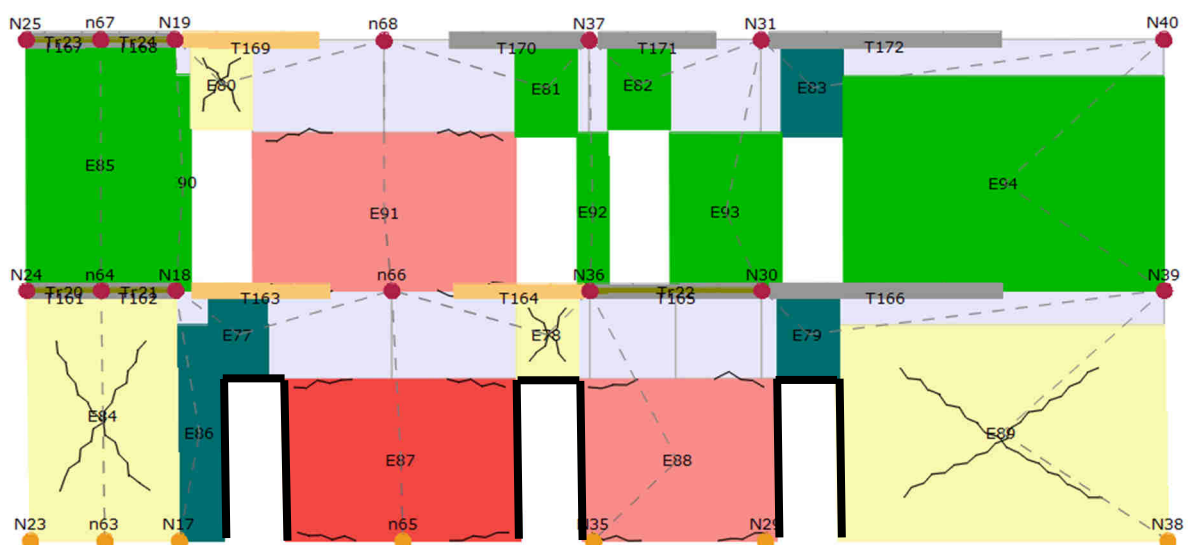 N25 n67 N19 n68 N37 N31 N40
Tr23 Tr24
T167 T168 T169 T170 T171 T172
E80 E81 E82 E83
E85 90 E91 E92 E93 E94
N24 n64 N18 n66 N36 N30 N39
Tr20 Tr21 Tr22
T161 T162 T163 T164 T165 T166
E77 E78 E79
E84 E86 E87 E88 E89
N23 n63 N17 n65 N35 N29 N38